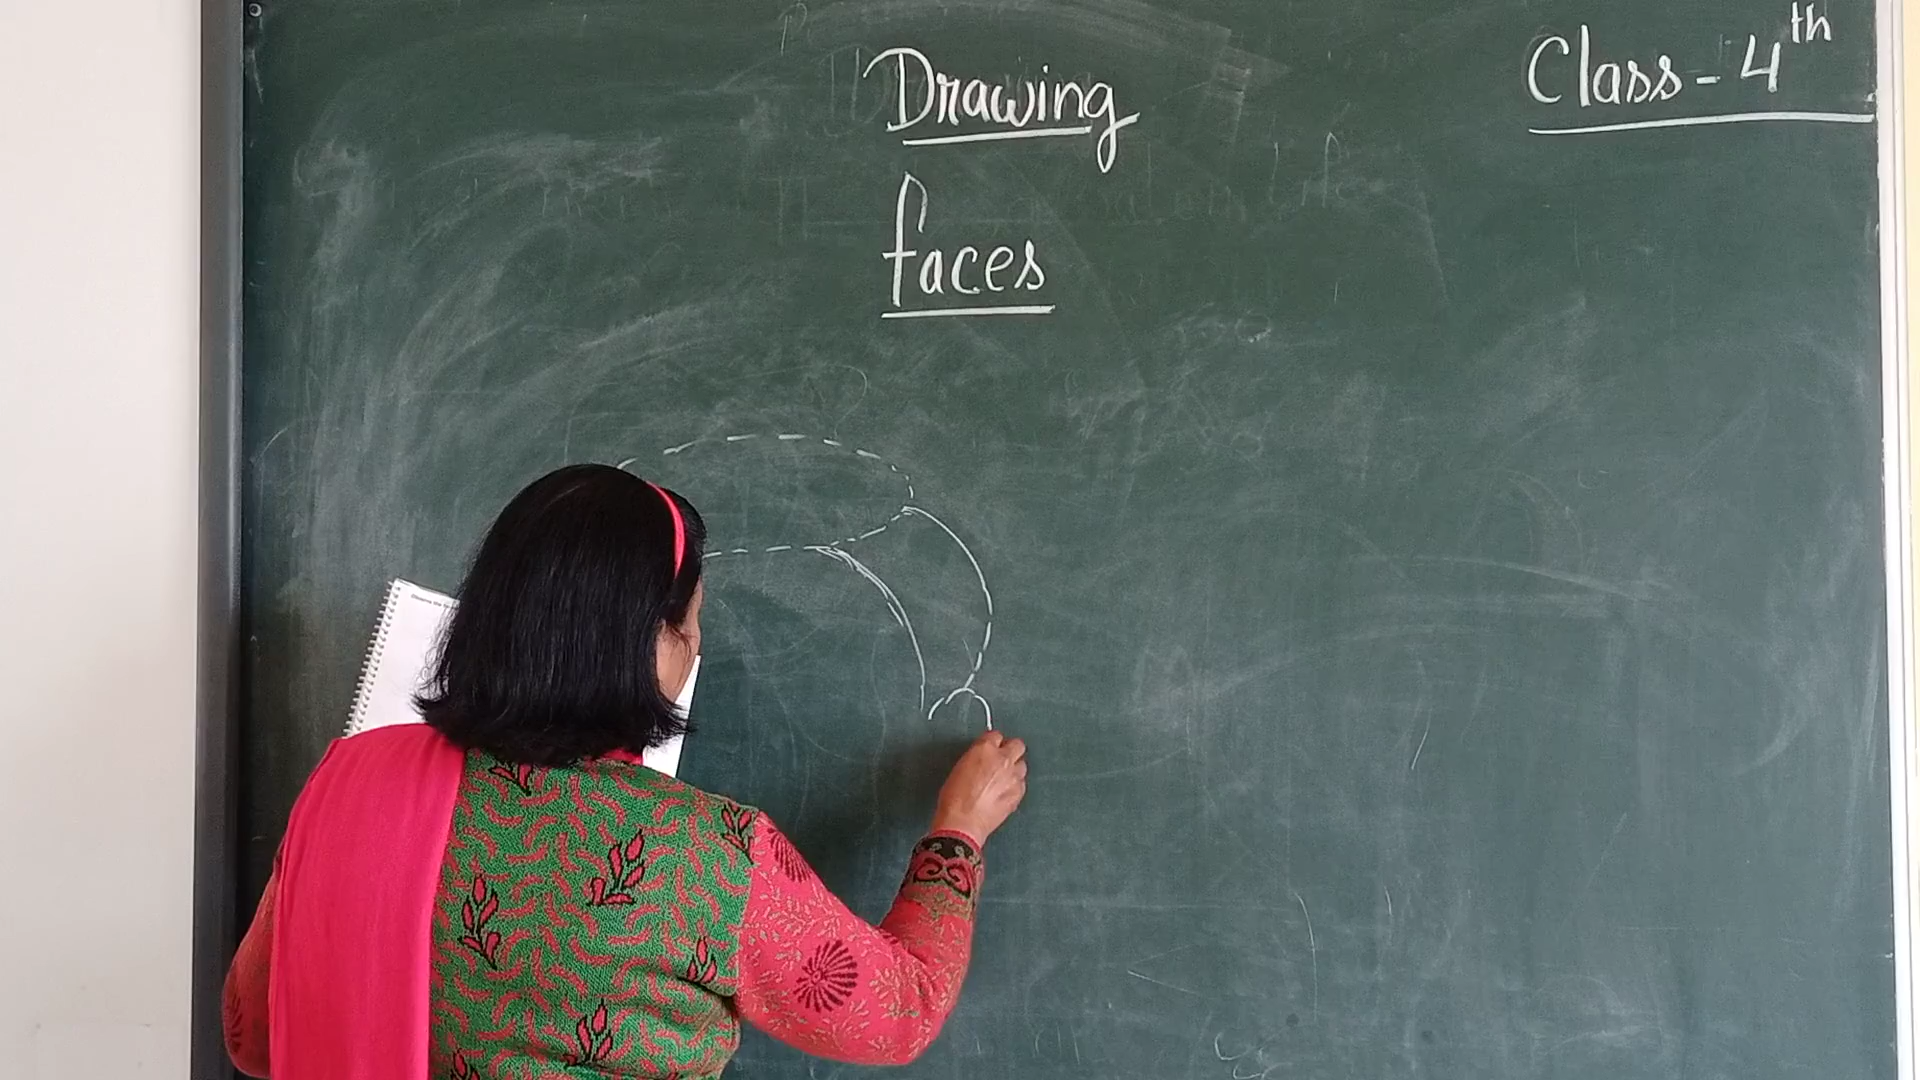 Drawing
Class - 4th
faces